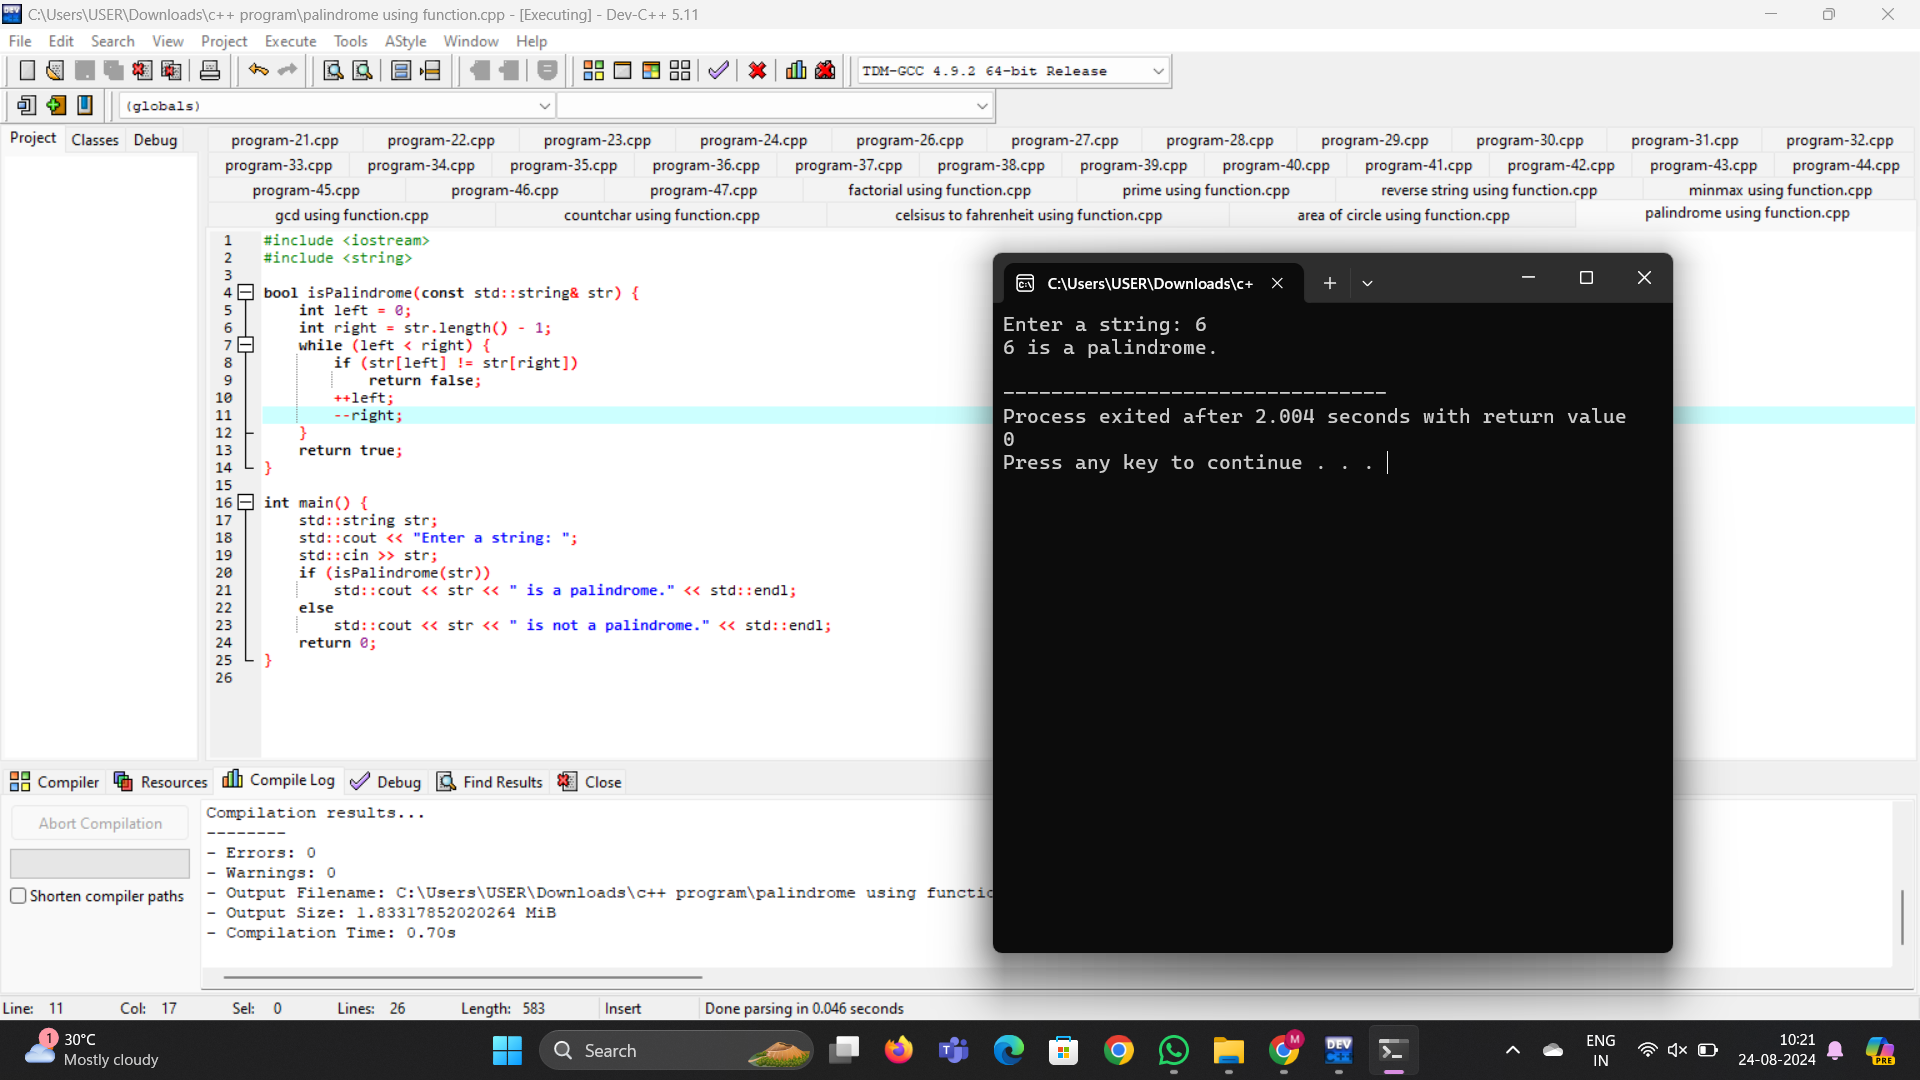 C:\Users\USER\Downloads\c++ program\palindrome using function.cpp - [Executing] - Dev-C++ 5.11
File Edit Search View Project Execute Tools AStyle Window Help
TDM-GCC 4.9.2 64-bit Release
(globals)
Project Classes Debug
program-21.cpp program-22.cpp program-23.cpp program-24.cpp program-26.cpp program-27.cpp program-28.cpp program-29.cpp program-30.cpp program-31.cpp program-32.cpp
program-33.cpp program-34.cpp program-35.cpp program-36.cpp program-37.cpp program-38.cpp program-39.cpp program-40.cpp program-41.cpp program-42.cpp program-43.cpp program-44.cpp
program-45.cpp program-46.cpp program-47.cpp factorial using function.cpp prime using function.cpp reverse string using function.cpp minmax using function.cpp
gcd using function.cpp countchar using function.cpp celsisus to fahrenheit using function.cpp area of circle using function.cpp palindrome using function.cpp
1 #include <iostream>
2 #include <string>
3
4 bool isPalindrome(const std::string& str) {
5 int left = 0;
6 int right = str.length() - 1;
7 while (left < right) {
8 if (str[left] != str[right])
9 return false;
10 ++left;
11 --right;
12 }
13 return true;
14 }
15
16 int main() {
17 std::string str;
18 std::cout << "Enter a string: ";
19 std::cin >> str;
20 if (isPalindrome(str))
21 std::cout << str << " is a palindrome." << std::endl;
22 else
23 std::cout << str << " is not a palindrome." << std::endl;
24 return 0;
25 }
26
C:\Users\USER\Downloads\c+
Enter a string: 6
6 is a palindrome.
--------------------------------
Process exited after 2.004 seconds with return value
0
Press any key to continue . . .
Compiler Resources Compile Log Debug Find Results Close
Abort Compilation
Shorten compiler paths
Compilation results...
--------
- Errors: 0
- Warnings: 0
- Output Filename: C:\Users\USER\Downloads\c++ program\palindrome using functic
- Output Size: 1.83317852020264 MiB
- Compilation Time: 0.70s
Line: 11 Col: 17 Sel: 0 Lines: 26 Length: 583 Insert Done parsing in 0.046 seconds
1
30°C
Mostly cloudy
Search
M
DEV
PRE
ENG
IN
10:21
24-08-2024